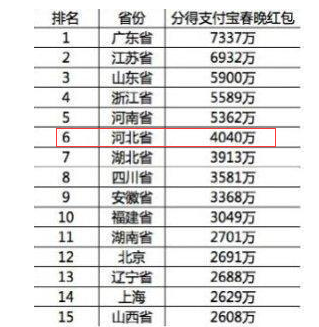 排名 省份 分得支付宝春晚红包
1 广东省 7337万
2 江苏省 6932万
3 山东省 5900万
4 浙江省 5589万
5 河南省 5362万
6 河北省 4040万
7 湖北省 3913万
8 四川省 3581万
9 安徽省 3368万
10 福建省 3049万
11 湖南省 2701万
12 北京 2691万
13 辽宁省 2688万
14 上海 2629万
15 山西省 2608万